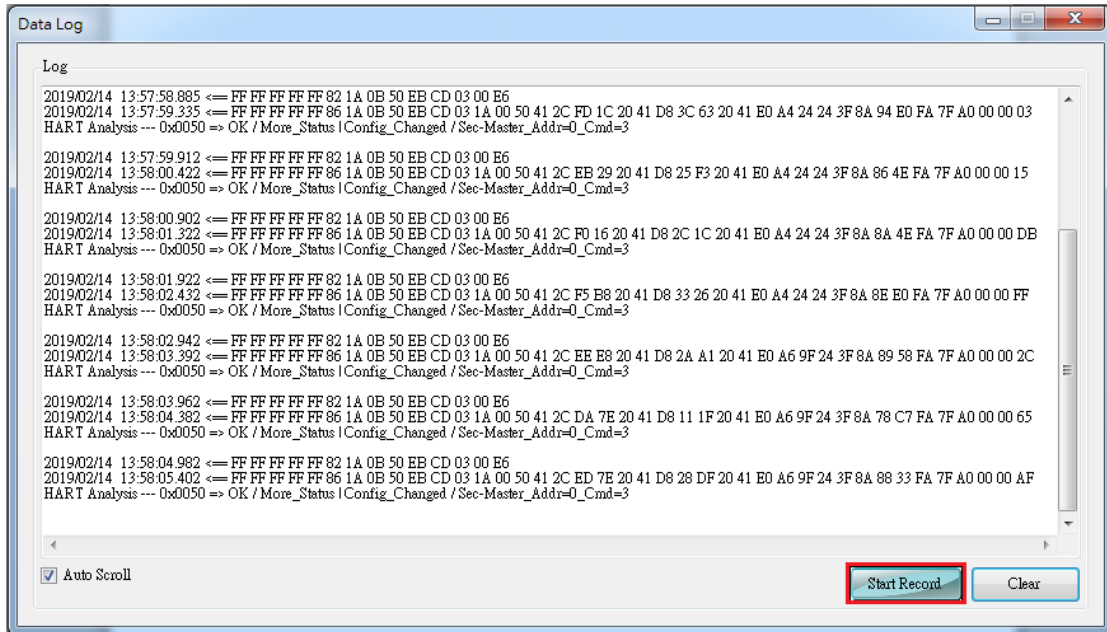 Data Log
Log
2019/02/14 13:57:58.885 <== FF FF FF FF FF 82 1A 0B 50 EB CD 03 00 E6
2019/02/14 13:57:59.335 <== FF FF FF FF FF 86 1A 0B 50 EB CD 03 1A 00 50 41 2C FD 1C 20 41 D8 3C 63 20 41 E0 A4 24 24 3F 8A 94 E0 FA 7F A0 00 00 03
HART Analysis --- 0x0050 => OK / More_Status | Config_Changed / Sec-Master_Addr=0_Cmd=3
2019/02/14 13:57:59.912 <== FF FF FF FF FF 82 1A 0B 50 EB CD 03 00 E6
2019/02/14 13:58:00.422 <== FF FF FF FF FF 86 1A 0B 50 EB CD 03 1A 00 50 41 2C EB 29 20 41 D8 25 F3 20 41 E0 A4 24 24 3F 8A 86 4E FA 7F A0 00 00 15
HART Analysis --- 0x0050 => OK / More_Status | Config_Changed / Sec-Master_Addr=0_Cmd=3
2019/02/14 13:58:00.902 <== FF FF FF FF FF 82 1A 0B 50 EB CD 03 00 E6
2019/02/14 13:58:01.322 <== FF FF FF FF FF 86 1A 0B 50 EB CD 03 1A 00 50 41 2C F0 16 20 41 D8 2C 1C 20 41 E0 A4 24 24 3F 8A 8A 4E FA 7F A0 00 00 DB
HART Analysis --- 0x0050 => OK / More_Status | Config_Changed / Sec-Master_Addr=0_Cmd=3
2019/02/14 13:58:01.922 <== FF FF FF FF FF 82 1A 0B 50 EB CD 03 00 E6
2019/02/14 13:58:02.432 <== FF FF FF FF FF 86 1A 0B 50 EB CD 03 1A 00 50 41 2C F5 B8 20 41 D8 33 26 20 41 E0 A4 24 24 3F 8A 8E E0 FA 7F A0 00 00 FF
HART Analysis --- 0x0050 => OK / More_Status | Config_Changed / Sec-Master_Addr=0_Cmd=3
2019/02/14 13:58:02.942 <== FF FF FF FF FF 82 1A 0B 50 EB CD 03 00 E6
2019/02/14 13:58:03.392 <== FF FF FF FF FF 86 1A 0B 50 EB CD 03 1A 00 50 41 2C EE E8 20 41 D8 2A A1 20 41 E0 A6 9F 24 3F 8A 89 58 FA 7F A0 00 00 2C
HART Analysis --- 0x0050 => OK / More_Status | Config_Changed / Sec-Master_Addr=0_Cmd=3
2019/02/14 13:58:03.962 <== FF FF FF FF FF 82 1A 0B 50 EB CD 03 00 E6
2019/02/14 13:58:04.382 <== FF FF FF FF FF 86 1A 0B 50 EB CD 03 1A 00 50 41 2C DA 7E 20 41 D8 11 1F 20 41 E0 A6 9F 24 3F 8A 78 C7 FA 7F A0 00 00 65
HART Analysis --- 0x0050 => OK / More_Status | Config_Changed / Sec-Master_Addr=0_Cmd=3
2019/02/14 13:58:04.982 <== FF FF FF FF FF 82 1A 0B 50 EB CD 03 00 E6
2019/02/14 13:58:05.402 <== FF FF FF FF FF 86 1A 0B 50 EB CD 03 1A 00 50 41 2C ED 7E 20 41 D8 28 DF 20 41 E0 A6 9F 24 3F 8A 88 33 FA 7F A0 00 00 AF
HART Analysis --- 0x0050 => OK / More_Status | Config_Changed / Sec-Master_Addr=0_Cmd=3
Auto Scroll
Start Record
Clear